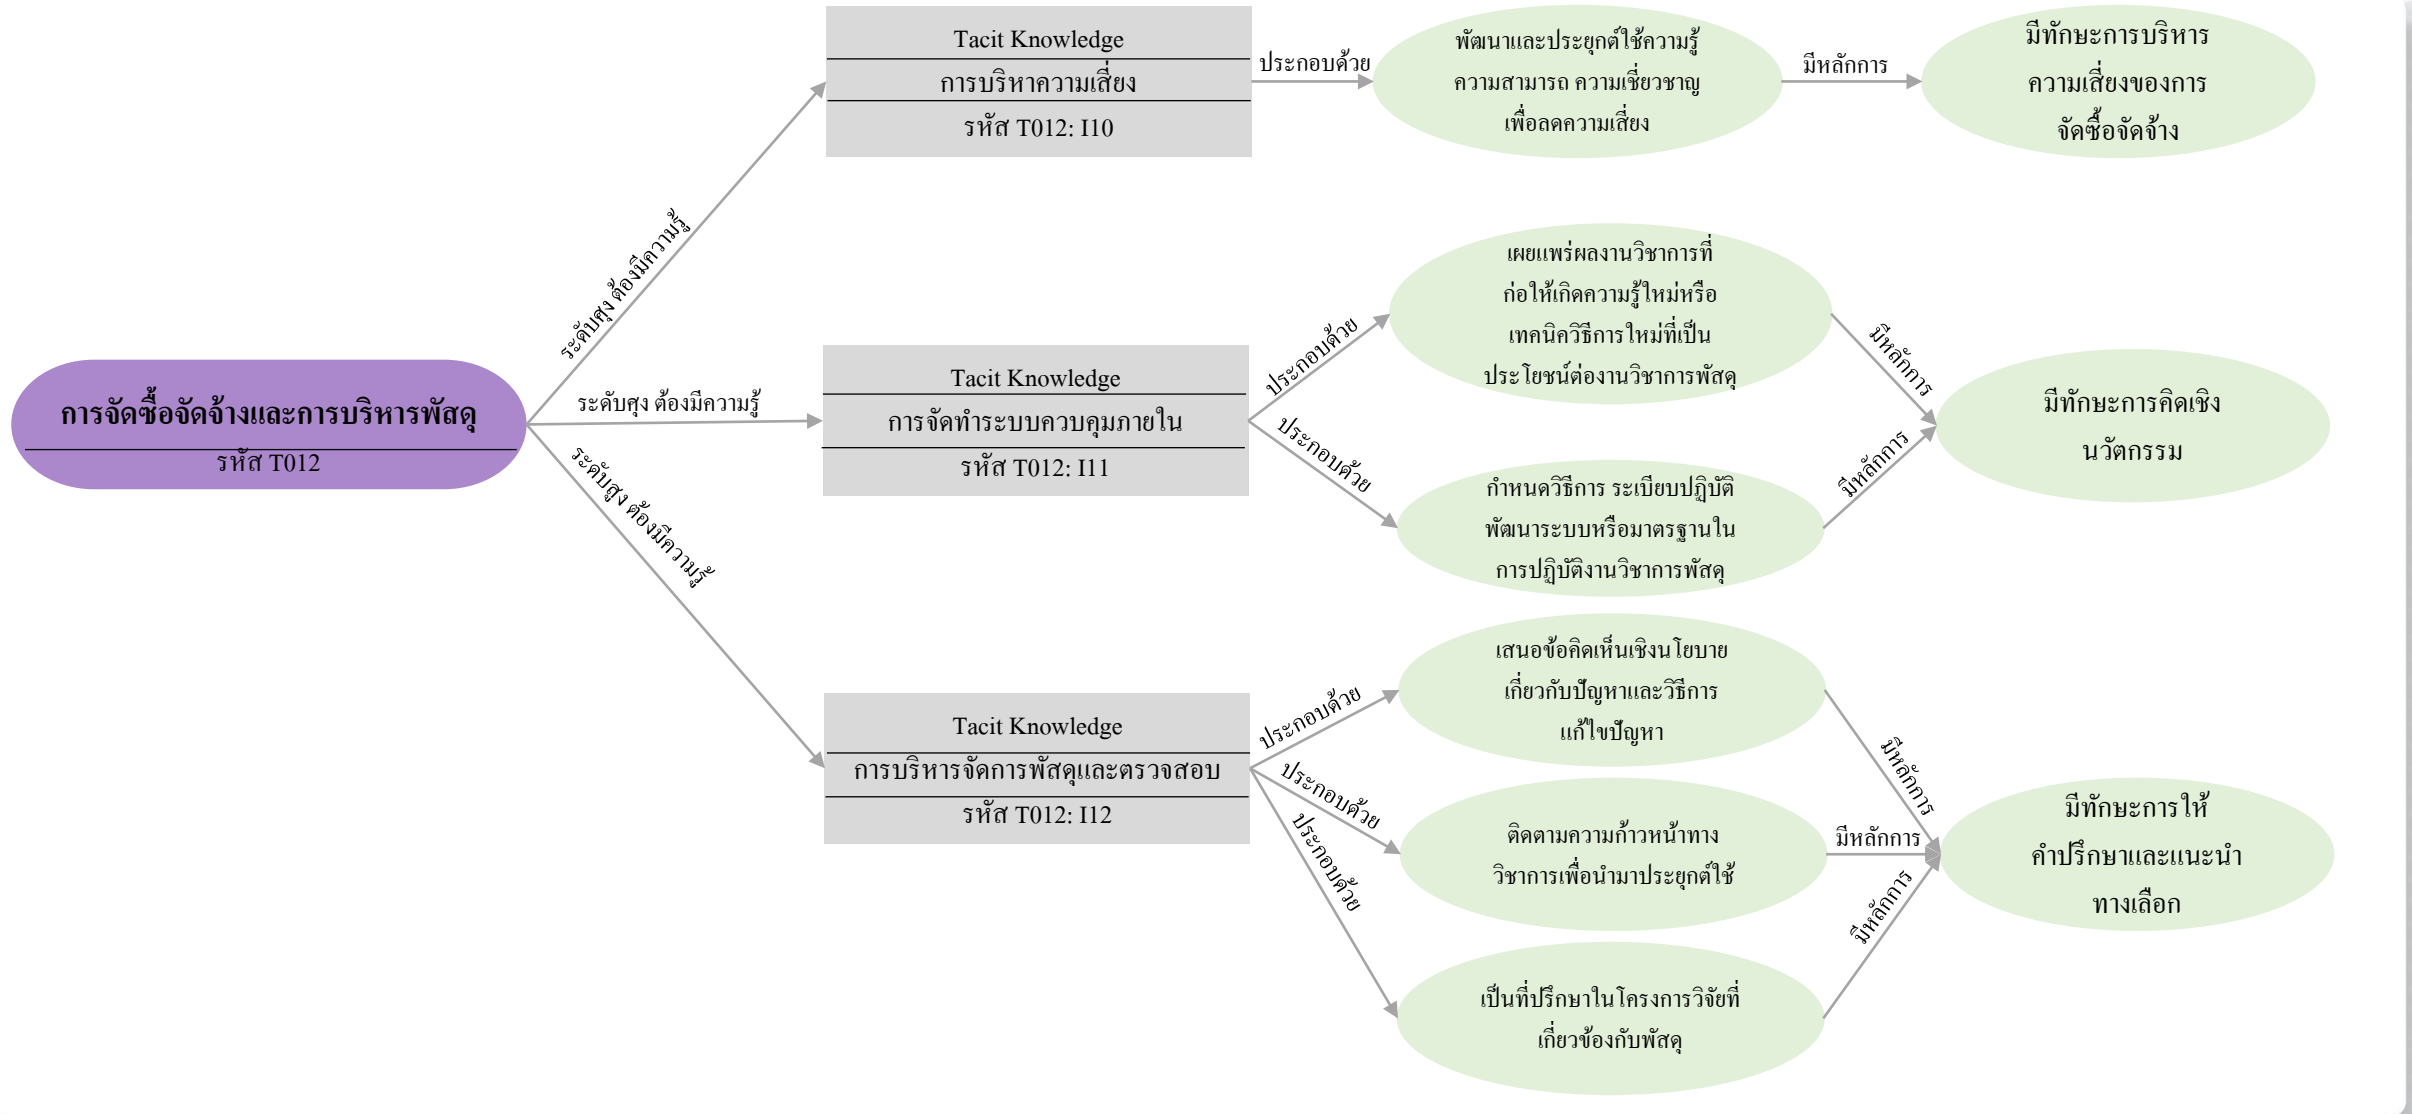 การจัดซื้อจัดจ้างและการบริหารพัสดุ
รหัส T012
ระดับศุง ต้องมีความรู้
Tacit Knowledge
การบริหาความเสี่ยง
รหัส T012: I10
ประกอบด้วย
พัฒนาและประยุกต์ใช้ความรู้
ความสามารถ ความเชี่ยวชาญ
เพื่อลดความเสี่ยง
มีหลักการ
มีทักษะการบริหาร
ความเสี่ยงของการ
จัดซื้อจัดจ้าง
ระดับศุง ต้องมีความรู้
Tacit Knowledge
การจัดทำระบบควบคุมภายใน
รหัส T012: I11
ประกอบด้วย
เผยแพร่ผลงานวิชาการที่
ก่อให้เกิดความรู้ใหม่หรือ
เทคนิควิธีการใหม่ที่เป็น
ประโยชน์ต่องานวิชาการพัสดุ
มีหลักการ
ประกอบด้วย
กำหนดวิธีการ ระเบียบปฏิบัติ
พัฒนาระบบหรือมาตรฐานใน
การปฏิบัติงานวิชาการพัสดุ
มีหลักการ
มีทักษะการคิดเชิง
นวัตกรรม
ระดับสูง ต้องมีความรู้
Tacit Knowledge
การบริหารจัดการพัสดุและตรวจสอบ
รหัส T012: I12
ประกอบด้วย
เสนอข้อคิดเห็นเชิงนโยบาย
เกี่ยวกับปัญหาและวิธีการ
แก้ไขปัญหา
มีหลักการ
ประกอบด้วย
ติดตามความก้าวหน้าทาง
วิชาการเพื่อนำมาประยุกต์ใช้
มีหลักการ
ประกอบด้วย
เป็นที่ปรึกษาในโครงการวิจัยที่
เกี่ยวข้องกับพัสดุ
มีหลักการ
มีทักษะการให้
คำปรึกษาและแนะนำ
ทางเลือก